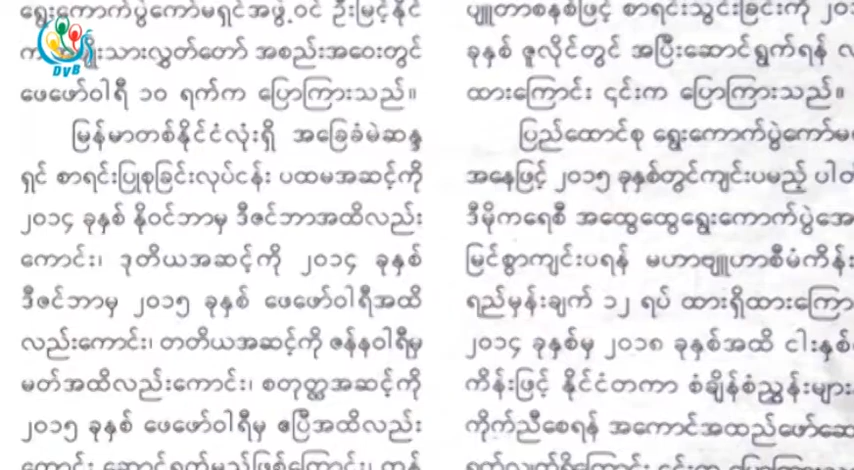 ရွေးကောက်ပွဲကော်မရှင်အဖွဲ့ဝင် ဦးမြင့်နိုင်
က အမျိုးသားလွှတ်တော် အစည်းအဝေးတွင်
ဖေဖော်ဝါရီ ၁၀ ရက်က ပြောကြားသည်။
မြန်မာတစ်နိုင်ငံလုံးရှိ အခြေခံမဲဆန္ဒ
ရှင် စာရင်းပြုစုခြင်းလုပ်ငန်း ပထမအဆင့်ကို
၂၀၁၄ ခုနှစ် နိုဝင်ဘာမှ ဒီဇင်ဘာအထိလည်း
ကောင်း၊ ဒုတိယအဆင့်ကို ၂၀၁၄ ခုနှစ်
ဒီဇင်ဘာမှ ၂၀၁၅ ခုနှစ် ဖေဖော်ဝါရီအထိ
လည်းကောင်း၊ တတိယအဆင့်ကို ဇန်နဝါရီမှ
မတ်အထိလည်းကောင်း၊ စတုတ္ထအဆင့်ကို
၂၀၁၅ ခုနှစ် ဖေဖော်ဝါရီမှ ဧပြီအထိလည်း
ကောင်း ဆောင်ရွက်မည်ဖြစ်ကြောင်း၊
ပျူတာစနစ်ဖြင့် စာရင်းသွင်းခြင်းကို ၂၀၁
ခုနှစ် ဇူလိုင်တွင် အပြီးဆောင်ရွက်ရန် လ
ထားကြောင်း ၎င်းက ပြောကြားသည်။
ပြည်ထောင်စု ရွေးကောက်ပွဲကော်မ
အနေဖြင့် ၂၀၁၅ ခုနှစ်တွင်ကျင်းပမည့် ပါတ
ဒီမိုကရေစီ အထွေထွေရွေးကောက်ပွဲအေ
မြင်စွာကျင်းပရန် မဟာဗျူဟာစီမံကိန်း
ရည်မှန်းချက် ၁၂ ရပ် ထားရှိထားကြော
၂၀၁၄ ခုနှစ်မှ ၂၀၁၈ ခုနှစ်အထိ ငါးနှစ်
ကိန်းဖြင့် နိုင်ငံတကာ စံချိန်စံညွှန်းများ
ကိုက်ညီစေရန် အကောင်အထည်ဖော်ဆေ
DVB